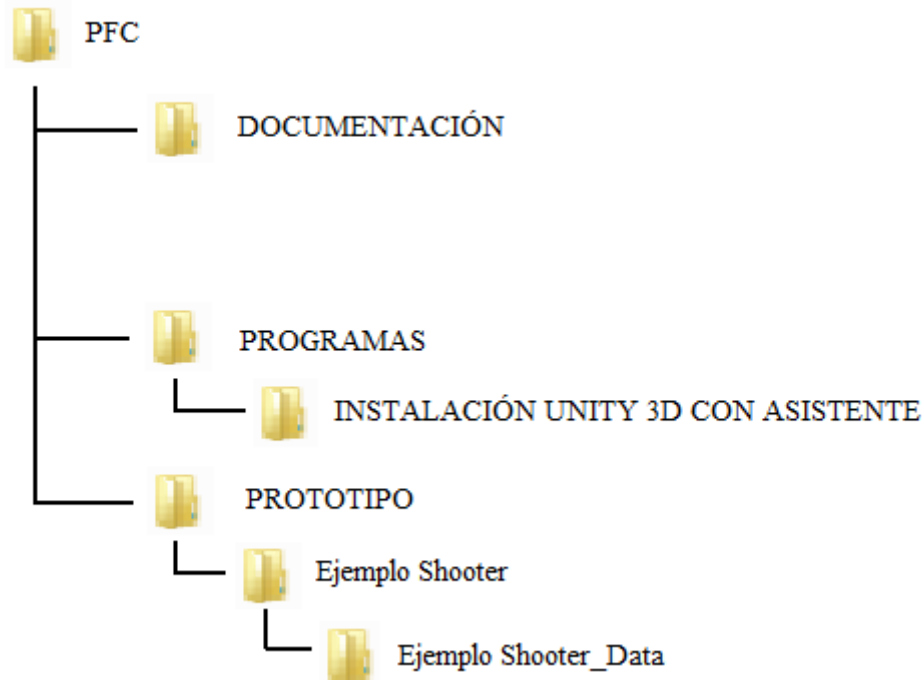 PFC
DOCUMENTACIÓN
PROGRAMAS
INSTALACIÓN UNITY 3D CON ASISTENTE
PROTOTIPO
Ejemplo Shooter
Ejemplo Shooter_Data